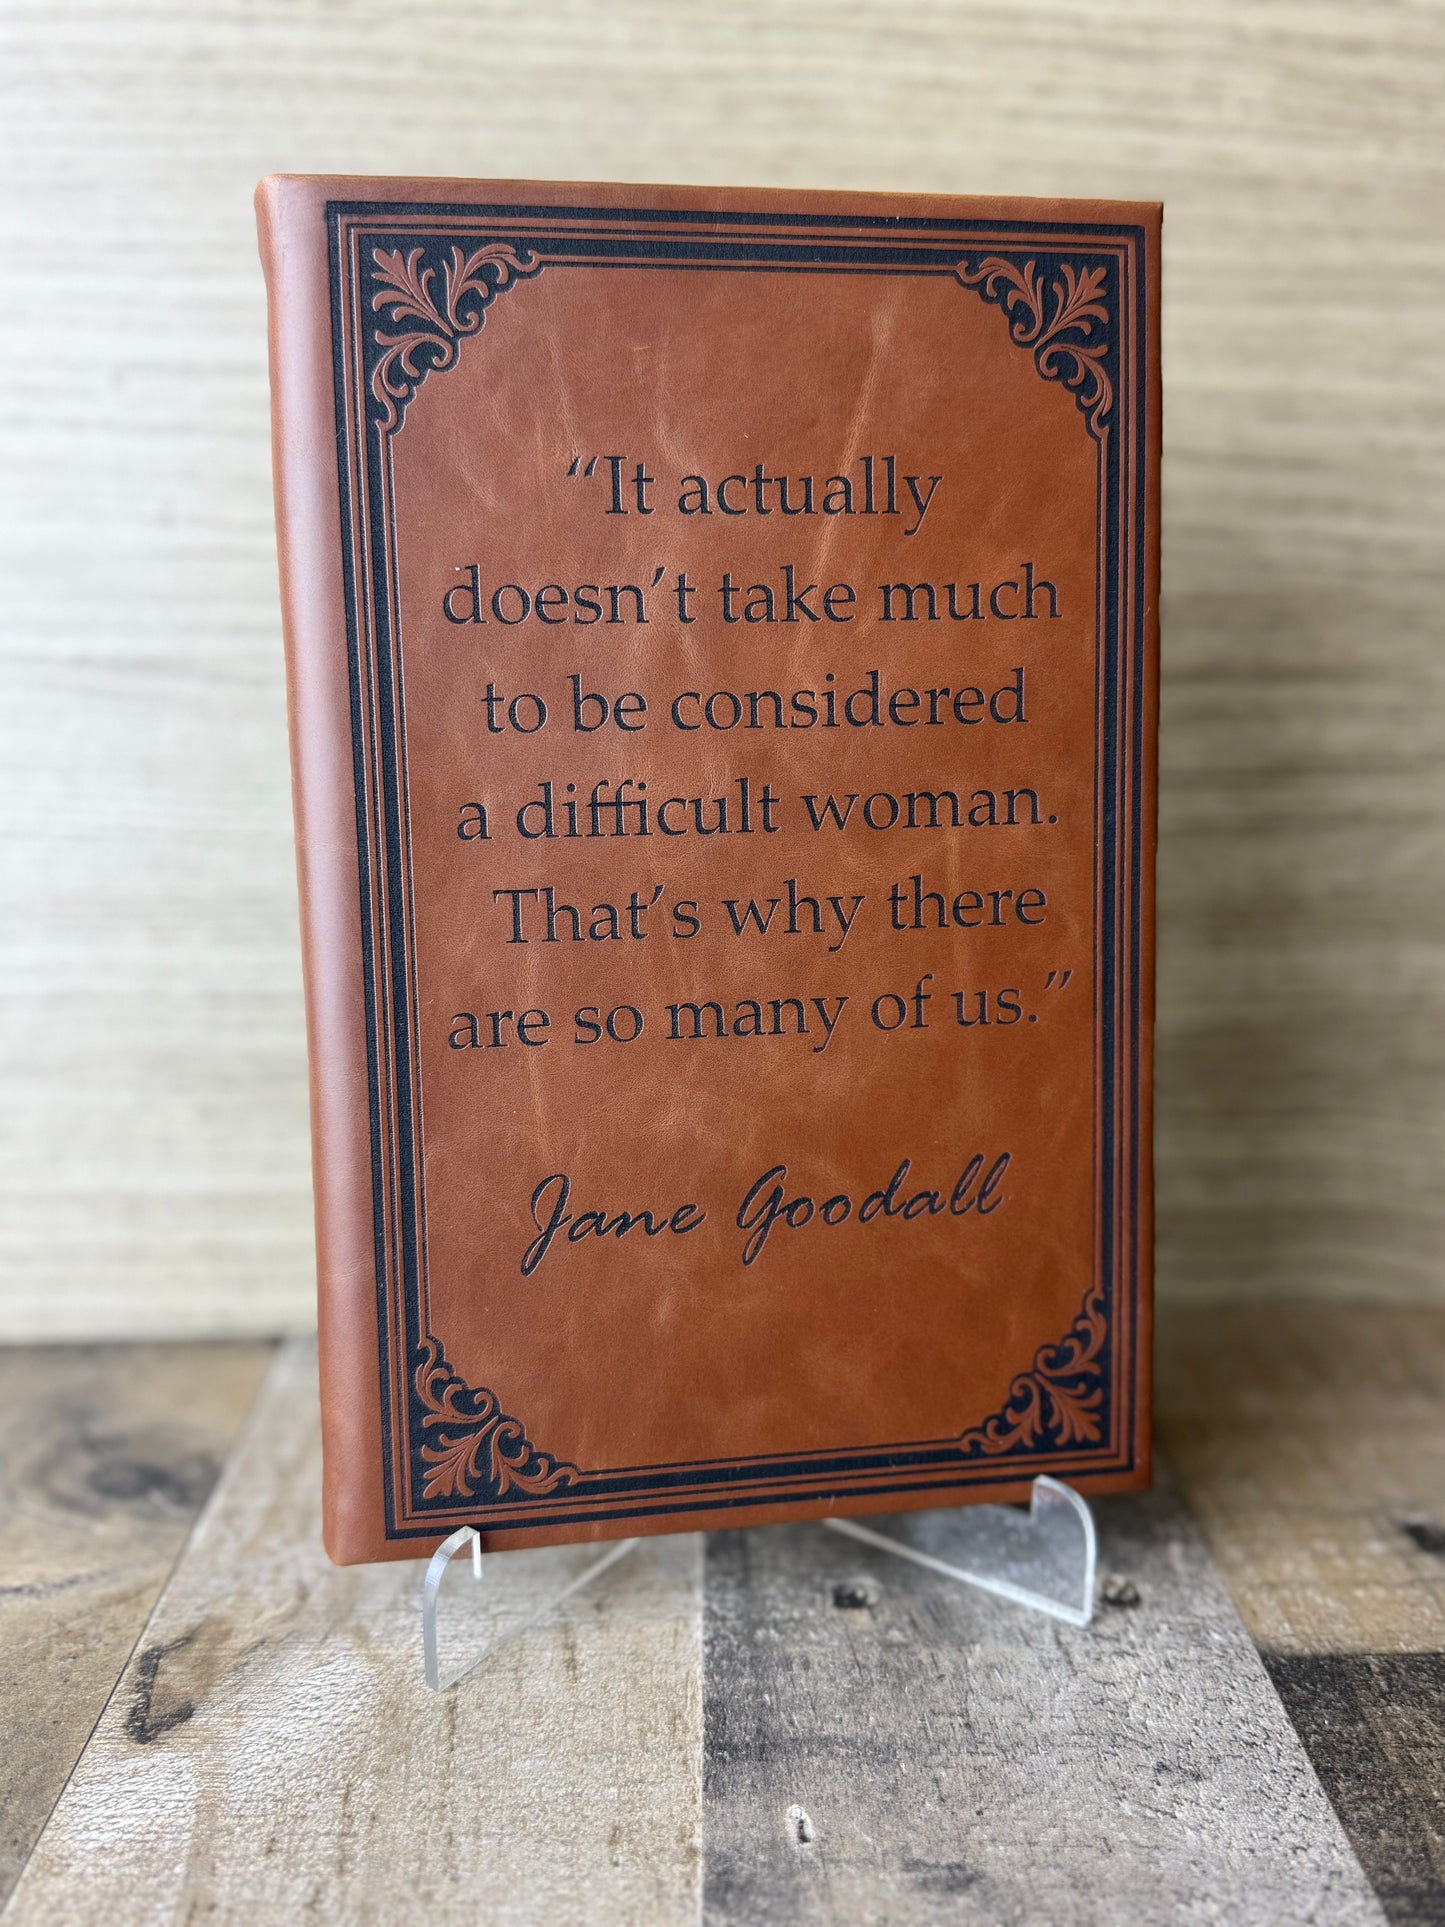 “It actually
doesn’t take much
to be considered
a difficult woman.
That’s why there
are so many of us.”
Jane Goodall